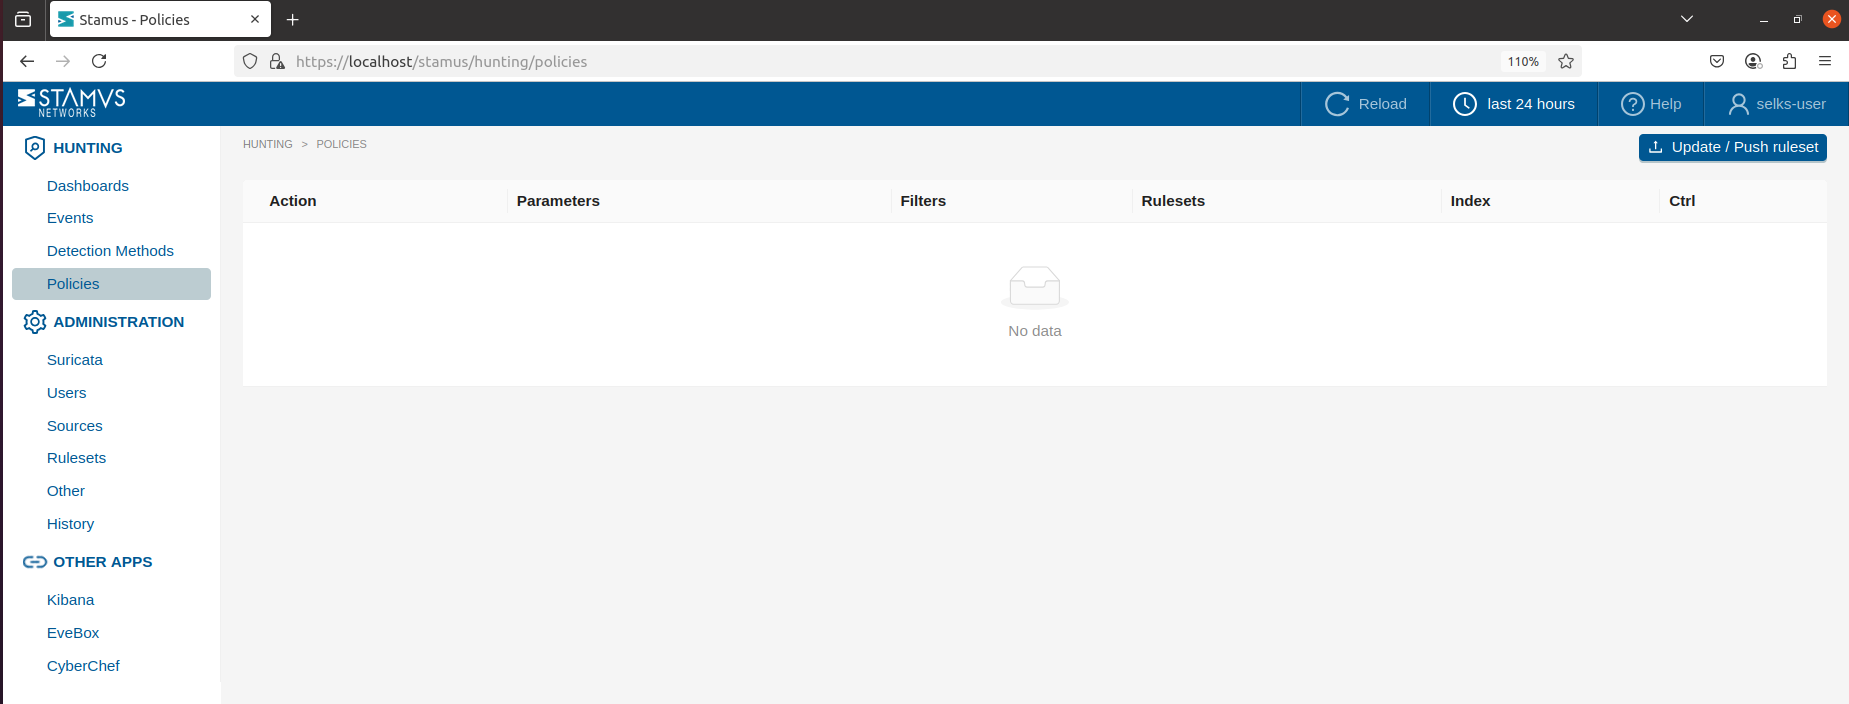 Stamus - Policies
https://localhost/stamus/hunting/policies
110%
STAMVS
NETWORKS
Reload
last 24 hours
Help
selks-user
HUNTING
Dashboards
Events
Detection Methods
Policies
ADMINISTRATION
Suricata
Users
Sources
Rulesets
Other
History
OTHER APPS
Kibana
EveBox
CyberChef
HUNTING > POLICIES
Update / Push ruleset
Action Parameters Filters Rulesets Index Ctrl
No data